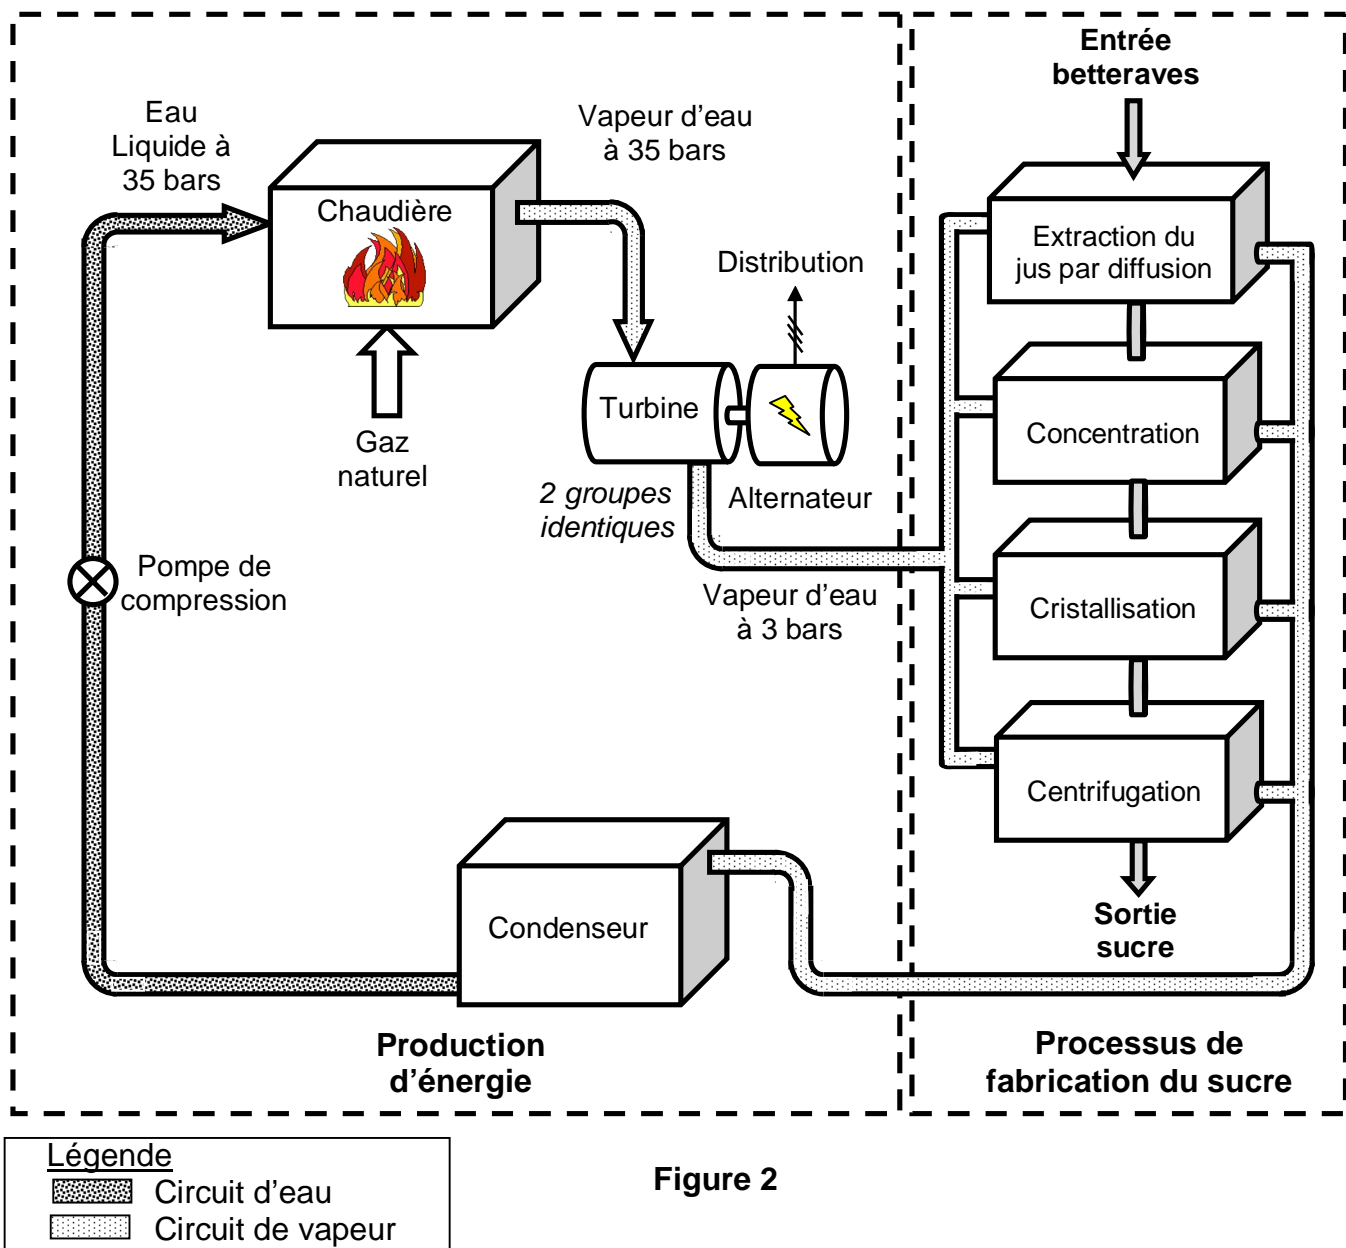 Eau
Liquide à
35 bars
Chaudière
Vapeur d'eau
à 35 bars
Gaz
naturel
Distribution
Turbine
2 groupes
identiques
Alternateur
Vapeur d'eau
à 3 bars
Pompe de
compression
Condenseur
Production
d'énergie
Entrée
betteraves
Extraction du
jus par diffusion
Concentration
Cristallisation
Centrifugation
Sortie
sucre
Processus de
fabrication du sucre
Légende
Circuit d'eau
Circuit de vapeur
Figure 2